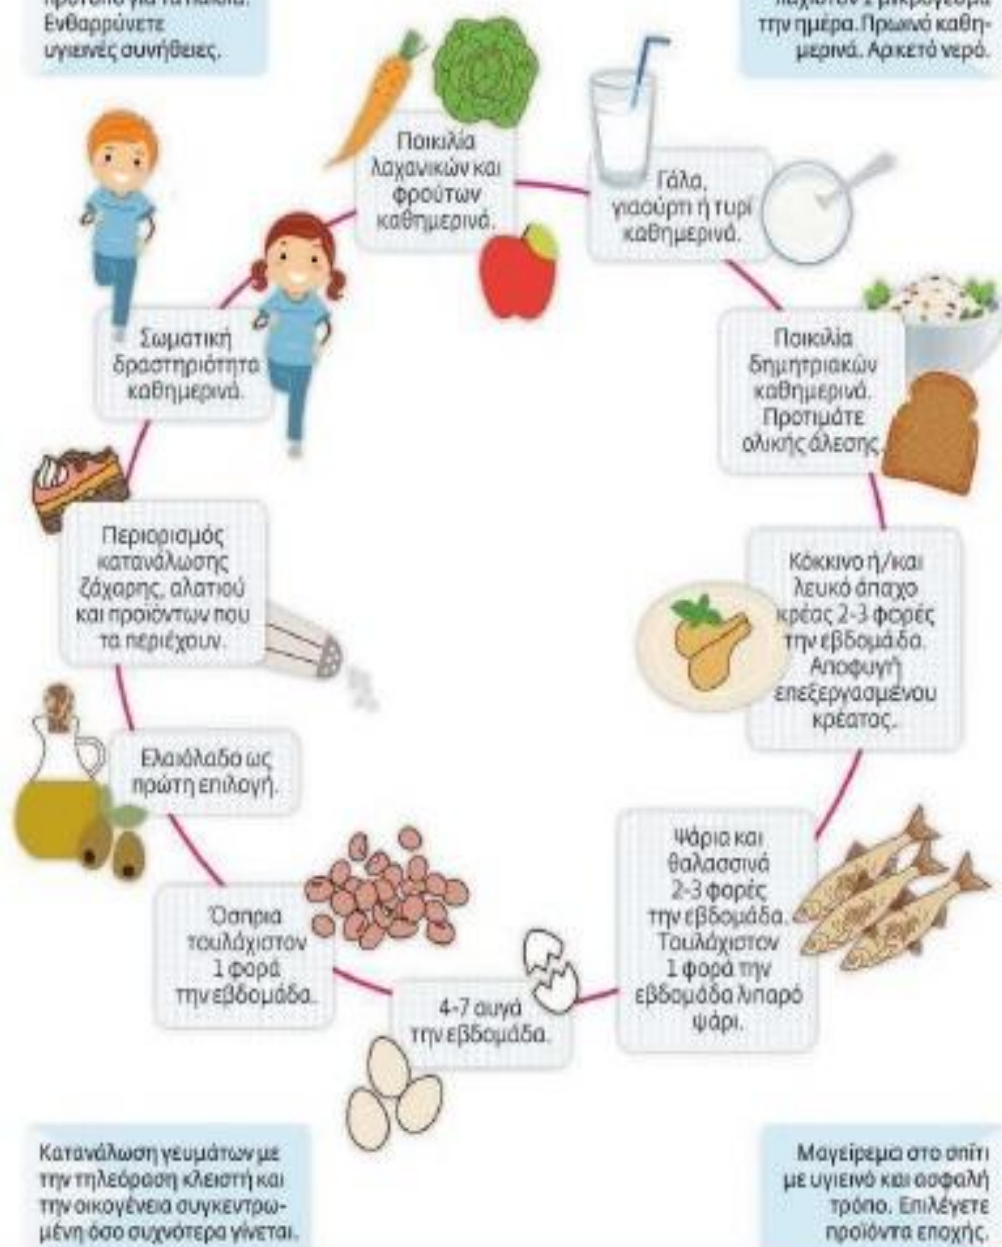 Ενθαρρύνετε
υγιεινές συνήθειες.
την ημέρα. Πρωινό καθη-
μερινά. Αρκετό νερό.
Ποικιλία
λαχανικών και
φρούτων
καθημερινά.
Γάλα,
γιαούρτι ή τυρί
καθημερινά.
Ποικιλία
δημητριακών
καθημερινά.
Προτιμάτε
ολικής άλεσης.
Κόκκινο ή/και
λευκό άπαχο
κρέας 2-3 φορές
την εβδομάδα.
Αποφυγή
επεξεργασμένου
κρέατος.
Ψάρια και
θαλασσινά
2-3 φορές
την εβδομάδα.
Τουλάχιστον
1 φορά την
εβδομάδα λιπαρό
ψάρι.
4-7 αυγά
την εβδομάδα.
Όσπρια
τουλάχιστον
1 φορά
την εβδομάδα.
Ελαιόλαδο ως
πρώτη επιλογή.
Περιορισμός
κατανάλωσης
ζάχαρης, αλατιού
και προϊόντων που
τα περιέχουν.
Σωματική
δραστηριότητα
καθημερινά.
Κατανάλωση γευμάτων με
την τηλεόραση κλειστή και
την οικογένεια συγκεντρω-
μένη όσο συχνότερα γίνεται.
Μαγείρεμα στο σπίτι
με υγιεινό και ασφαλή
τρόπο. Επιλέγετε
προϊόντα εποχής.